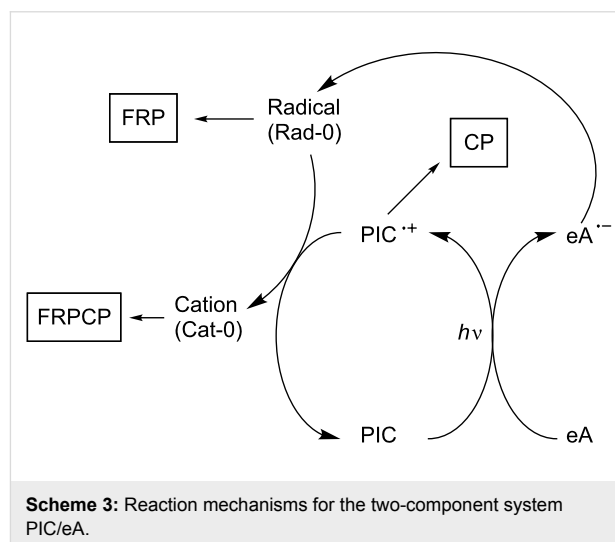 FRP
Radical
(Rad-0)
CP
PIC·+
eA·−
FRPCP
Cation
(Cat-0)
hν
PIC
eA
Scheme 3: Reaction mechanisms for the two-component system
PIC/eA.